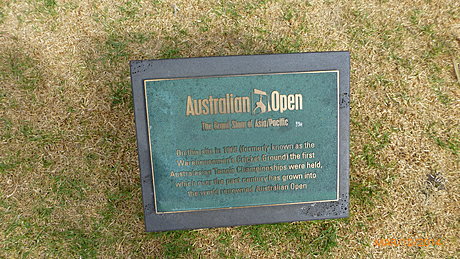 Australian Open
The Grand Slam of Asia/Pacific
On this site in 1905 (formerly known as the
Warehouseman's Cricket Ground) the first
Australasian Tennis Championships were held,
which over the past century has grown into
the world renowned Australian Open